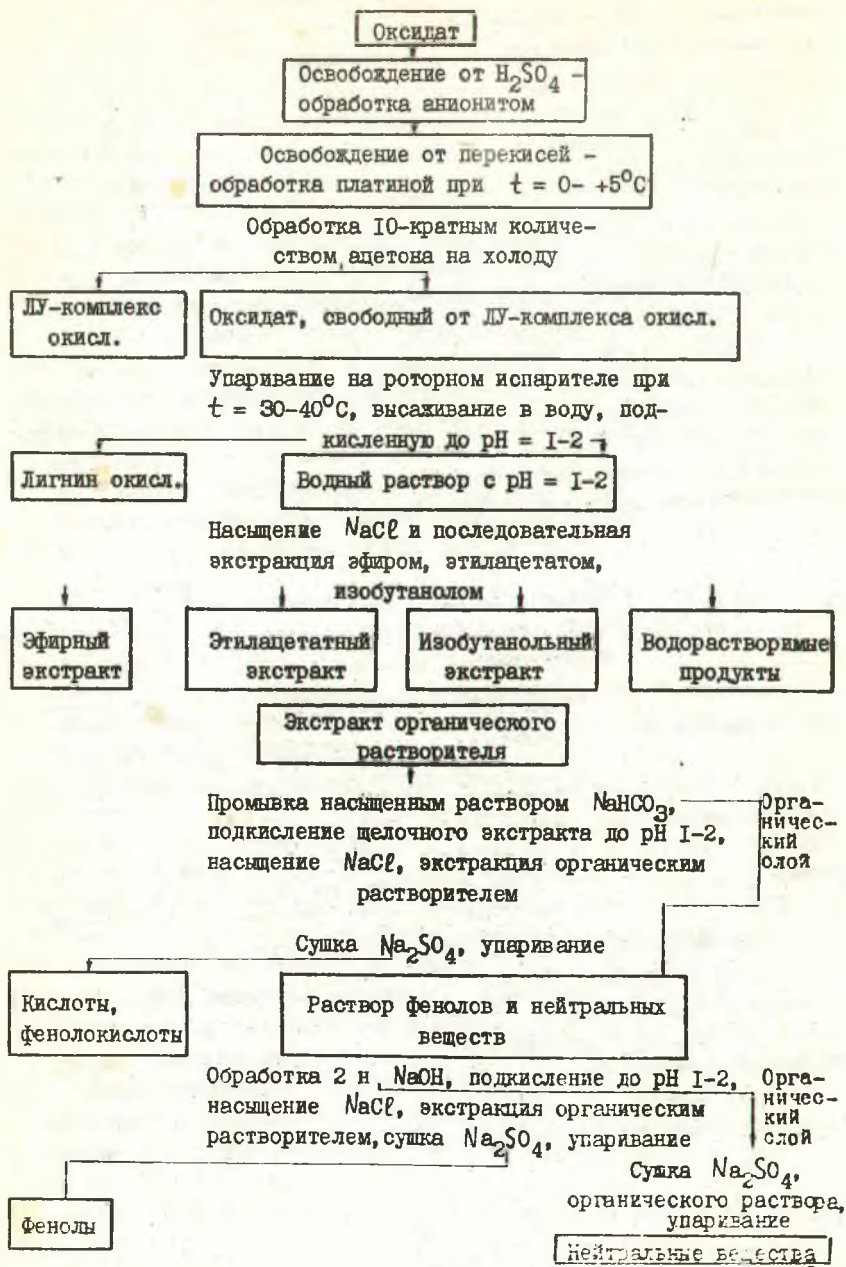 Оксидат
Освобождение от H₂SO₄ –
обработка анионитом
Освобождение от перекисей –
обработка платиной при t = 0- +5°C
Обработка I0-кратным количе-
ством ацетона на холоду
ЛУ-комплекс
окисл.
Оксидат, свободный от ЛУ-комплекса окисл.
Упаривание на роторном испарителе при
t = 30-40°C, высаживание в воду, под-
кисленную до pH = I-2
Лигнин окисл.
Водный раствор с pH = I-2
Насыщение NaCl и последовательная
экстракция эфиром, этилацетатом,
изобутанолом
Эфирный
экстракт
Этилацетатный
экстракт
Изобутанольный
экстракт
Водорастворимые
продукты
Экстракт органического
растворителя
Промывка насыщенным раствором NaHCO₃,
подкисление щелочного экстракта до pH I-2,
насыщение NaCl, экстракция органическим
растворителем
Орга-
ничес-
кий
олой
Сушка Na₂SO₄, упаривание
Кислоты,
фенолокислоты
Раствор фенолов и нейтральных
веществ
Обработка 2 н NaOH, подкисление до pH I-2,
насыщение NaCl, экстракция органическим
растворителем, сушка Na₂SO₄, упаривание
Орга-
ничес-
кий
слой
Сушка Na₂SO₄,
органического раствора,
упаривание
Фенолы
Нейтральные вещества